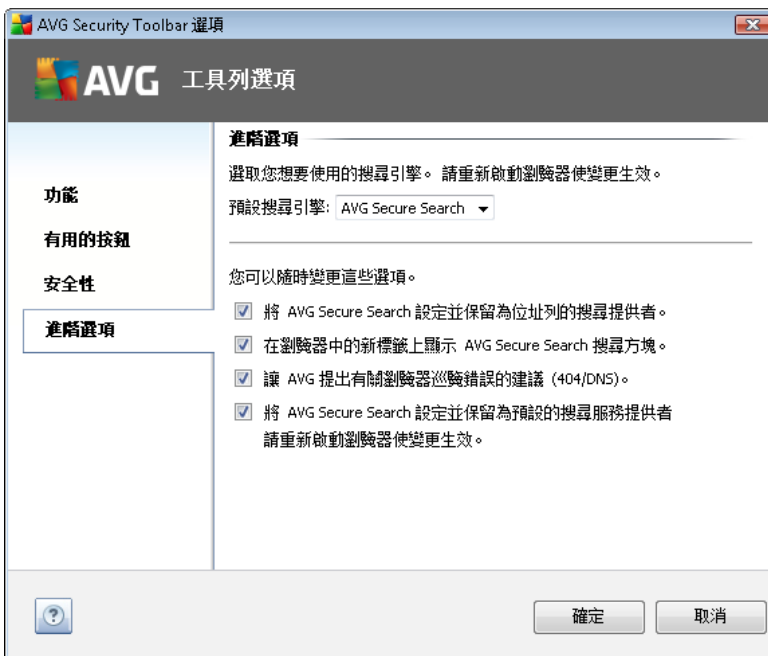 AVG Security Toolbar 選項
AVG 工具列選項
功能
有用的按鈕
安全性
進階選項
進階選項
選取您想要使用的搜尋引擎。 請重新啟動瀏覽器使變更生效。
預設搜尋引擎: AVG Secure Search
您可以隨時變更這些選項。
將 AVG Secure Search 設定並保留為位址列的搜尋提供者。
在瀏覽器中的新標籤上顯示 AVG Secure Search 搜尋方塊。
讓 AVG 提出有關瀏覽器巡覽錯誤的建議 (404/DNS)。
將 AVG Secure Search 設定並保留為預設的搜尋服務提供者
請重新啟動瀏覽器使變更生效。
?
確定
取消